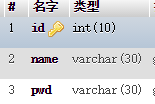 # 名字 类型
1 id int(10)
2 name varchar(30)
3 pwd varchar(30)